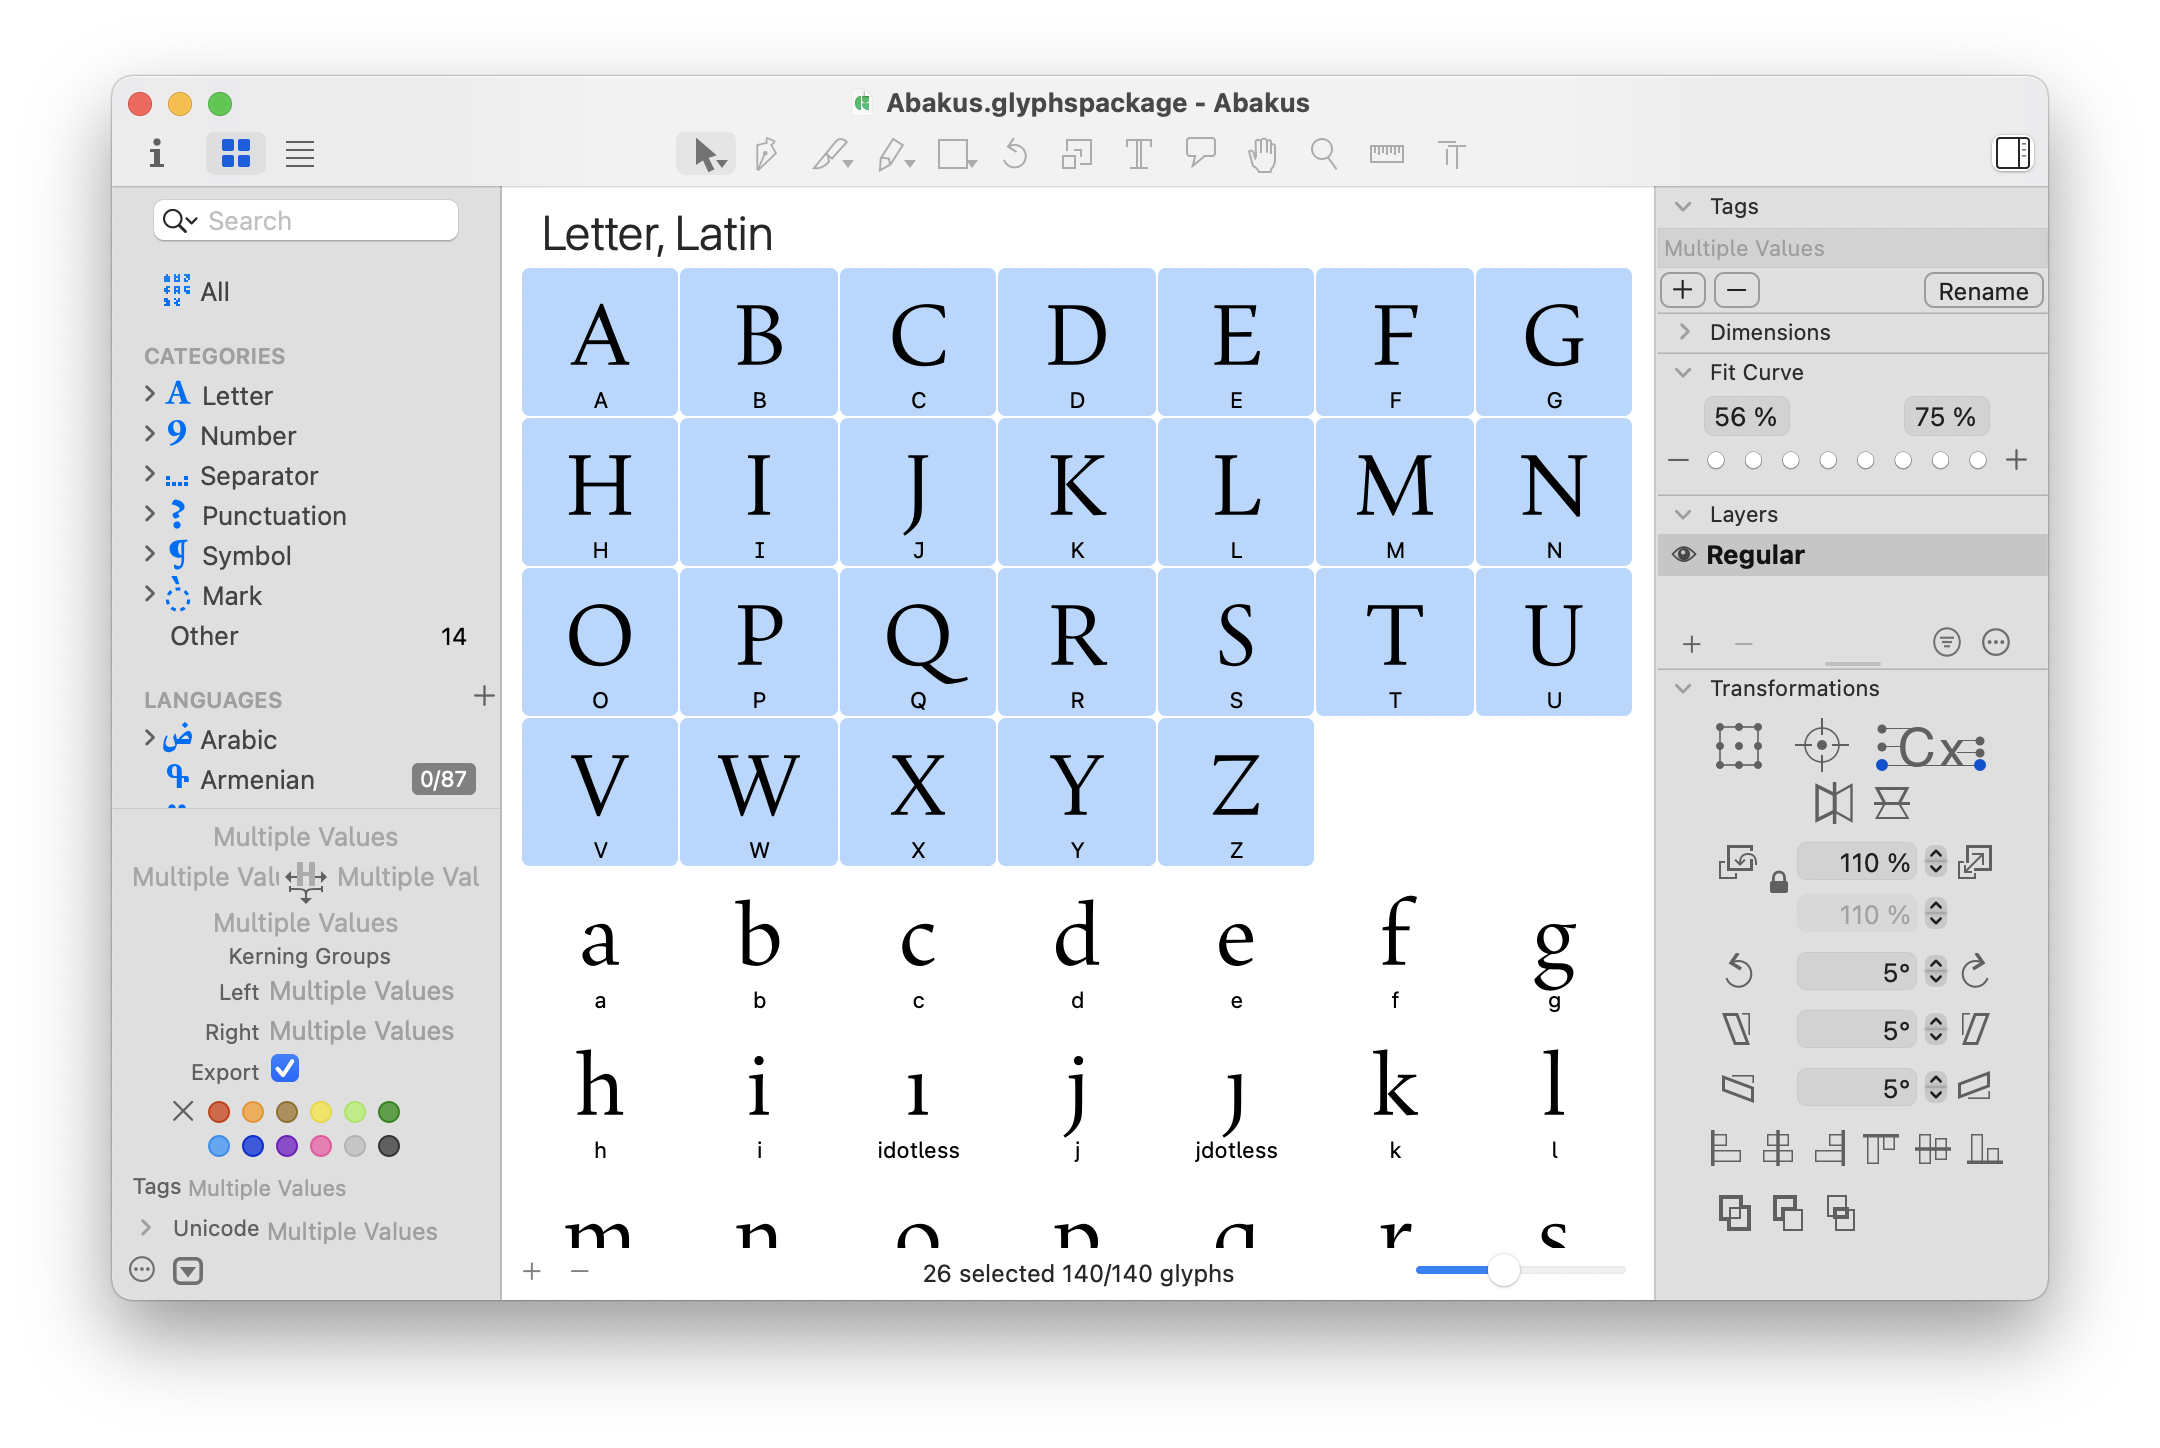 Abakus.glyphspackage - Abakus
Search
All
CATEGORIES
Letter
Number
Separator
Punctuation
Symbol
Mark
Other 14
LANGUAGES
Arabic
Armenian 0/87
Multiple Values
Multiple Valu H Multiple Val
Multiple Values
Kerning Groups
Left Multiple Values
Right Multiple Values
Export
Tags Multiple Values
Unicode Multiple Values
Letter, Latin
A B C D E F G
A B C D E F G
H I J K L M N
H I J K L M N
O P Q R S T U
O P Q R S T U
V W X Y Z
V W X Y Z
a b c d e f g
a b c d e f g
h i ı j ȷ k l
h i idotless j jdotless k l
m n o p q r s
26 selected 140/140 glyphs
Tags
Multiple Values
Rename
Dimensions
Fit Curve
56 % 75 %
Layers
Regular
Transformations
Cx
110 %
110 %
5°
5°
5°